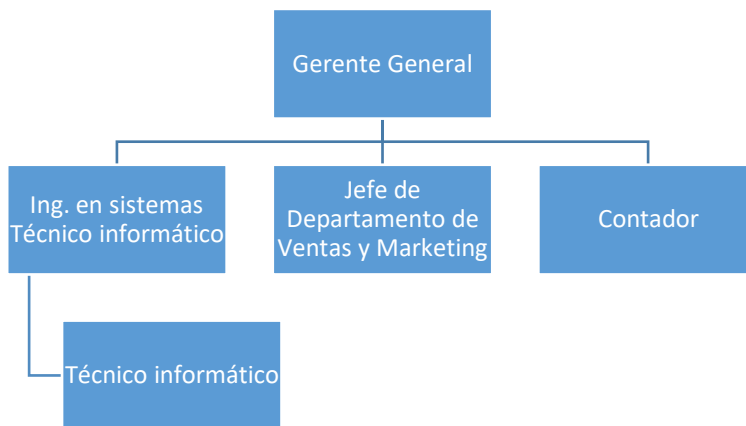 Gerente General
Ing. en sistemas
Técnico informático
Jefe de
Departamento de
Ventas y Marketing
Contador
Técnico informático